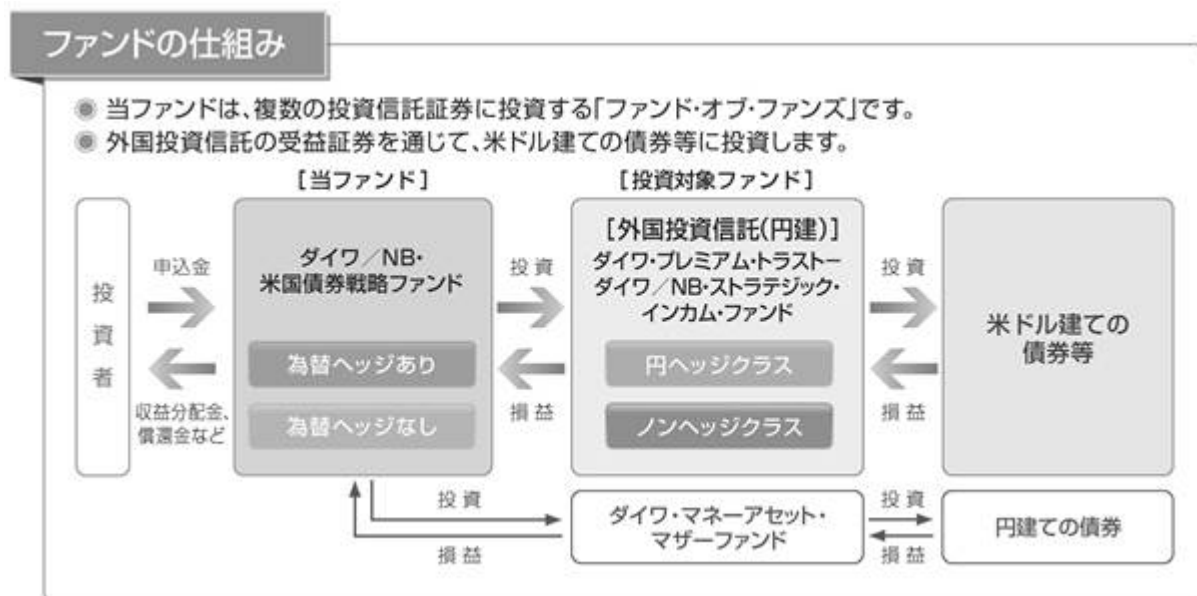 ファンドの仕組み
当ファンドは、複数の投資信託証券に投資する「ファンド・オブ・ファンズ」です。
外国投資信託の受益証券を通じて、米ドル建ての債券等に投資します。
[当ファンド]
[投資対象ファンド]
投資者
申込金
収益分配金、
償還金など
ダイワ/NB・
米国債券戦略ファンド
為替ヘッジあり
為替ヘッジなし
投資
損益
[外国投資信託(円建)]
ダイワ・プレミアム・トラストー
ダイワ/NB・ストラテジック・
インカム・ファンド
円ヘッジクラス
ノンヘッジクラス
投資
損益
米ドル建ての
債券等
投資
損益
ダイワ・マネーアセット・
マザーファンド
投資
損益
円建ての債券